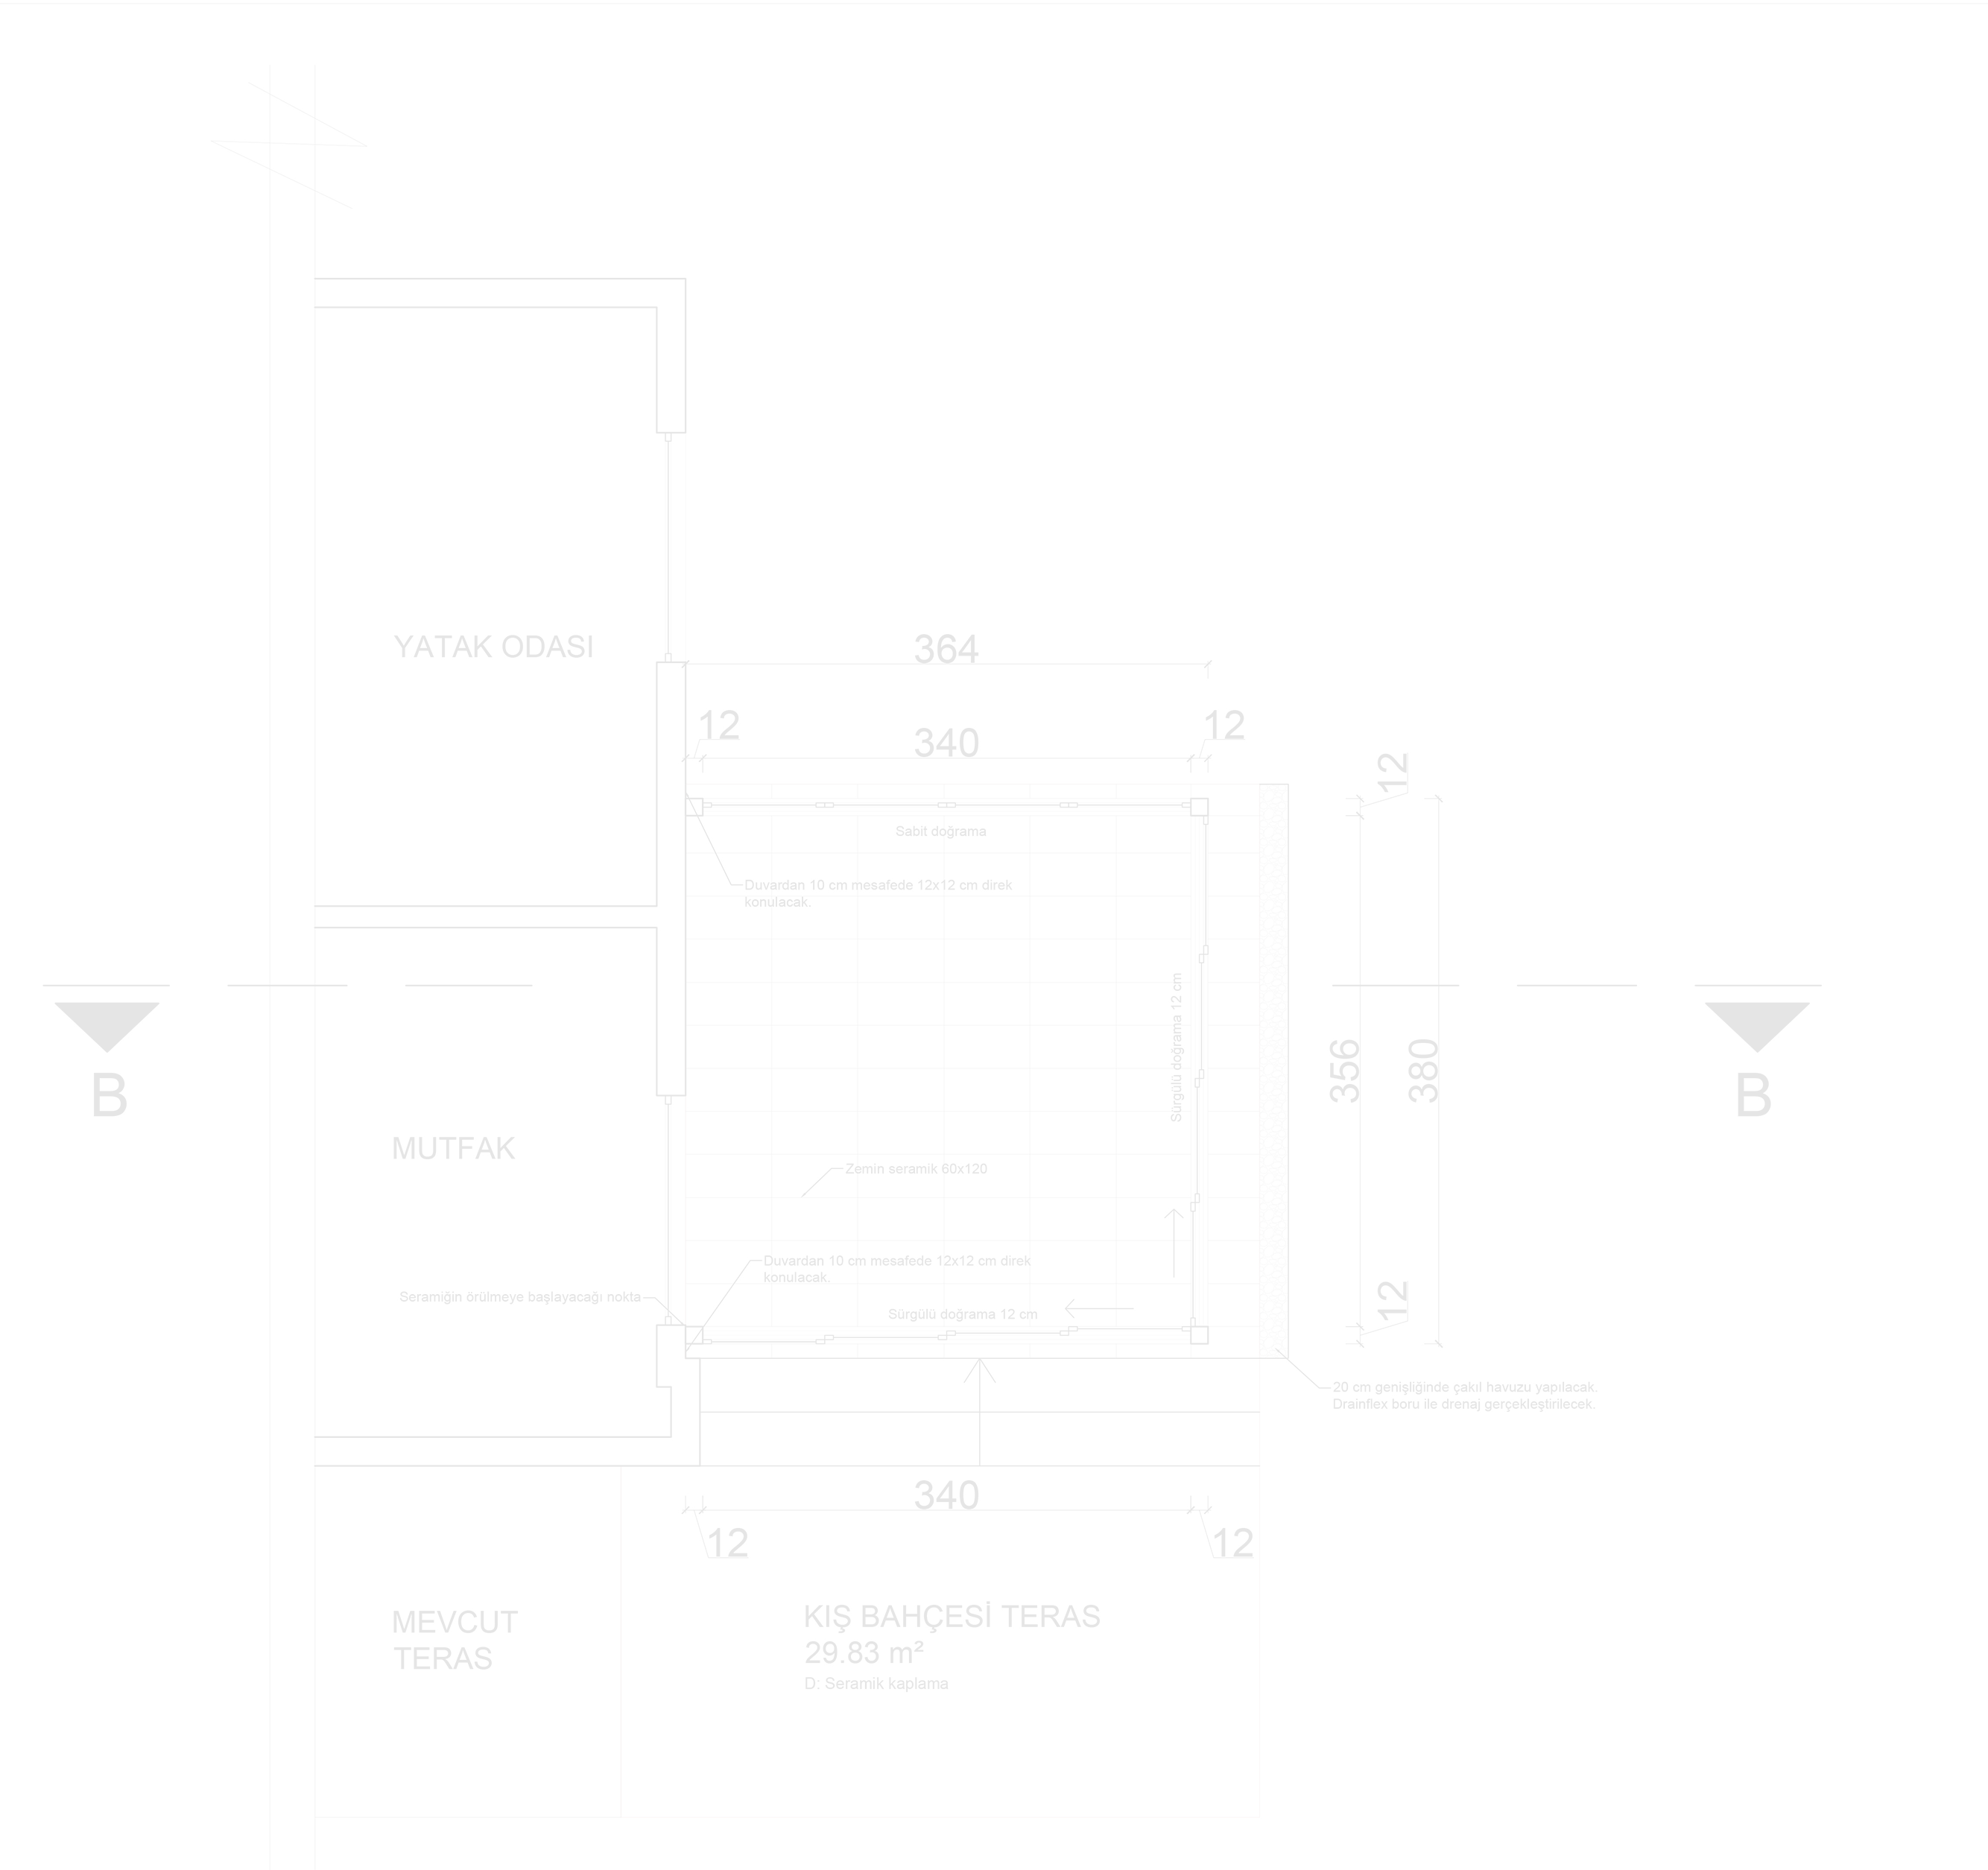 YATAK ODASI
364
12
340
12
12
Sabit doğrama
Duvardan 10 cm mesafede 12x12 cm direk
konulacak.
Sürgülü doğrama 12 cm
356
380
B
B
MUTFAK
Zemin seramik 60x120
Duvardan 10 cm mesafede 12x12 cm direk
konulacak.
Seramiğin örülmeye başlayacağı nokta
Sürgülü doğrama 12 cm
12
20 cm genişliğinde çakıl havuzu yapılacak.
Drainflex boru ile drenaj gerçekleştirilecek.
340
12
12
MEVCUT
TERAS
KIŞ BAHÇESİ TERAS
29.83 m²
D: Seramik kaplama